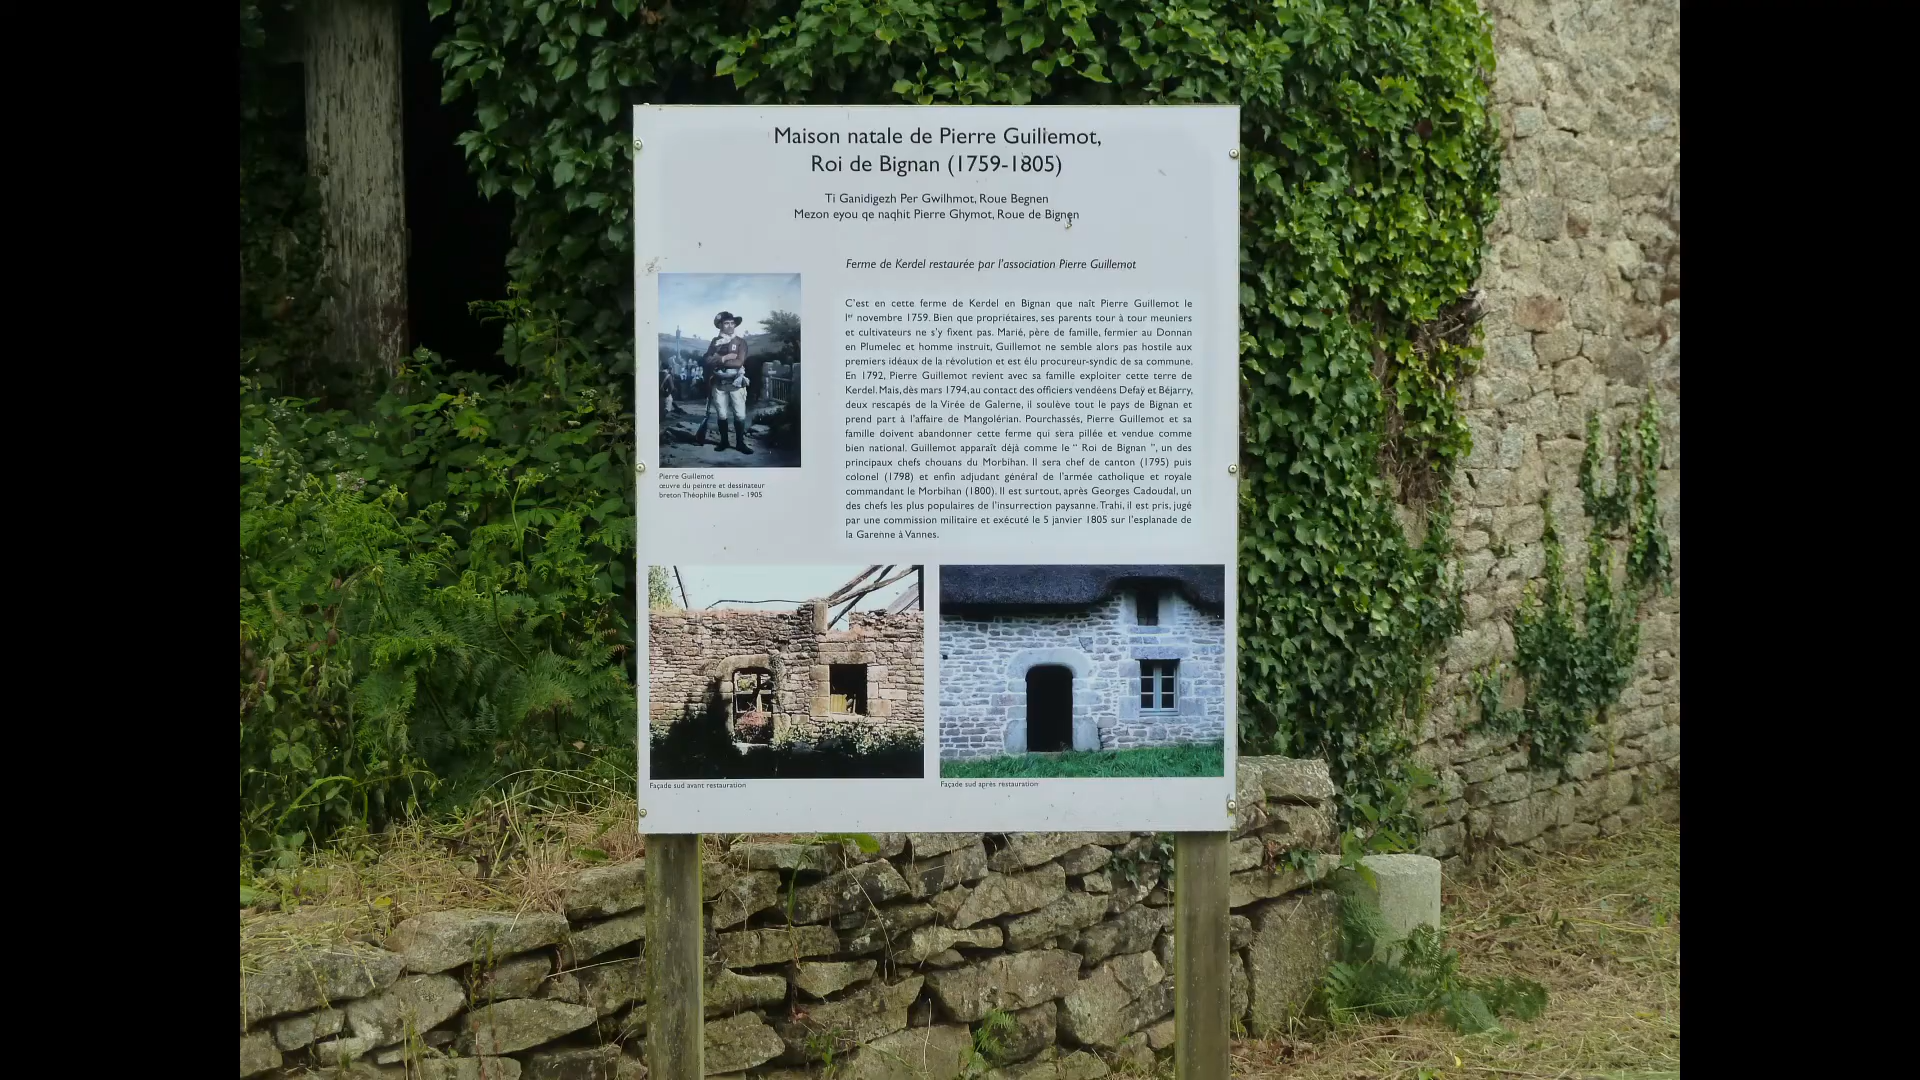 Maison natale de Pierre Guillemot,
Roi de Bignan (1759-1805)
Ti Ganidigezh Per Gwilhmot, Roue Begnen
Mezon eyou qe naqhit Pierre Ghymot, Roue de Bignen
Ferme de Kerdel restaurée par l'association Pierre Guillemot
C'est en cette ferme de Kerdel en Bignan que naît Pierre Guillemot le
1er novembre 1759. Bien que propriétaires, ses parents tour à tour meuniers
et cultivateurs ne s'y fixent pas. Marié, père de famille, fermier au Donnan
en Plumelec et homme instruit, Guillemot ne semble alors pas hostile aux
premiers idéaux de la révolution et est élu procureur-syndic de sa commune.
En 1792, Pierre Guillemot revient avec sa famille exploiter cette terre de
Kerdel. Mais, dès mars 1794, au contact des officiers vendéens Defay et Béjarry,
deux rescapés de la Virée de Galerne, il soulève tout le pays de Bignan et
prend part à l'affaire de Mangolérian. Pourchassés, Pierre Guillemot et sa
famille doivent abandonner cette ferme qui sera pillée et vendue comme
bien national. Guillemot apparaît déjà comme le " Roi de Bignan ", un des
principaux chefs chouans du Morbihan. Il sera chef de canton (1795) puis
colonel (1798) et enfin adjudant général de l'armée catholique et royale
commandant le Morbihan (1800). Il est surtout, après Georges Cadoudal, un
des chefs les plus populaires de l'insurrection paysanne. Trahi, il est pris, jugé
par une commission militaire et exécuté le 5 janvier 1805 sur l'esplanade de
la Garenne à Vannes.
Pierre Guillemot
œuvre du peintre et dessinateur
breton Théophile Busnel - 1905
Façade sud avant restauration
Façade sud après restauration